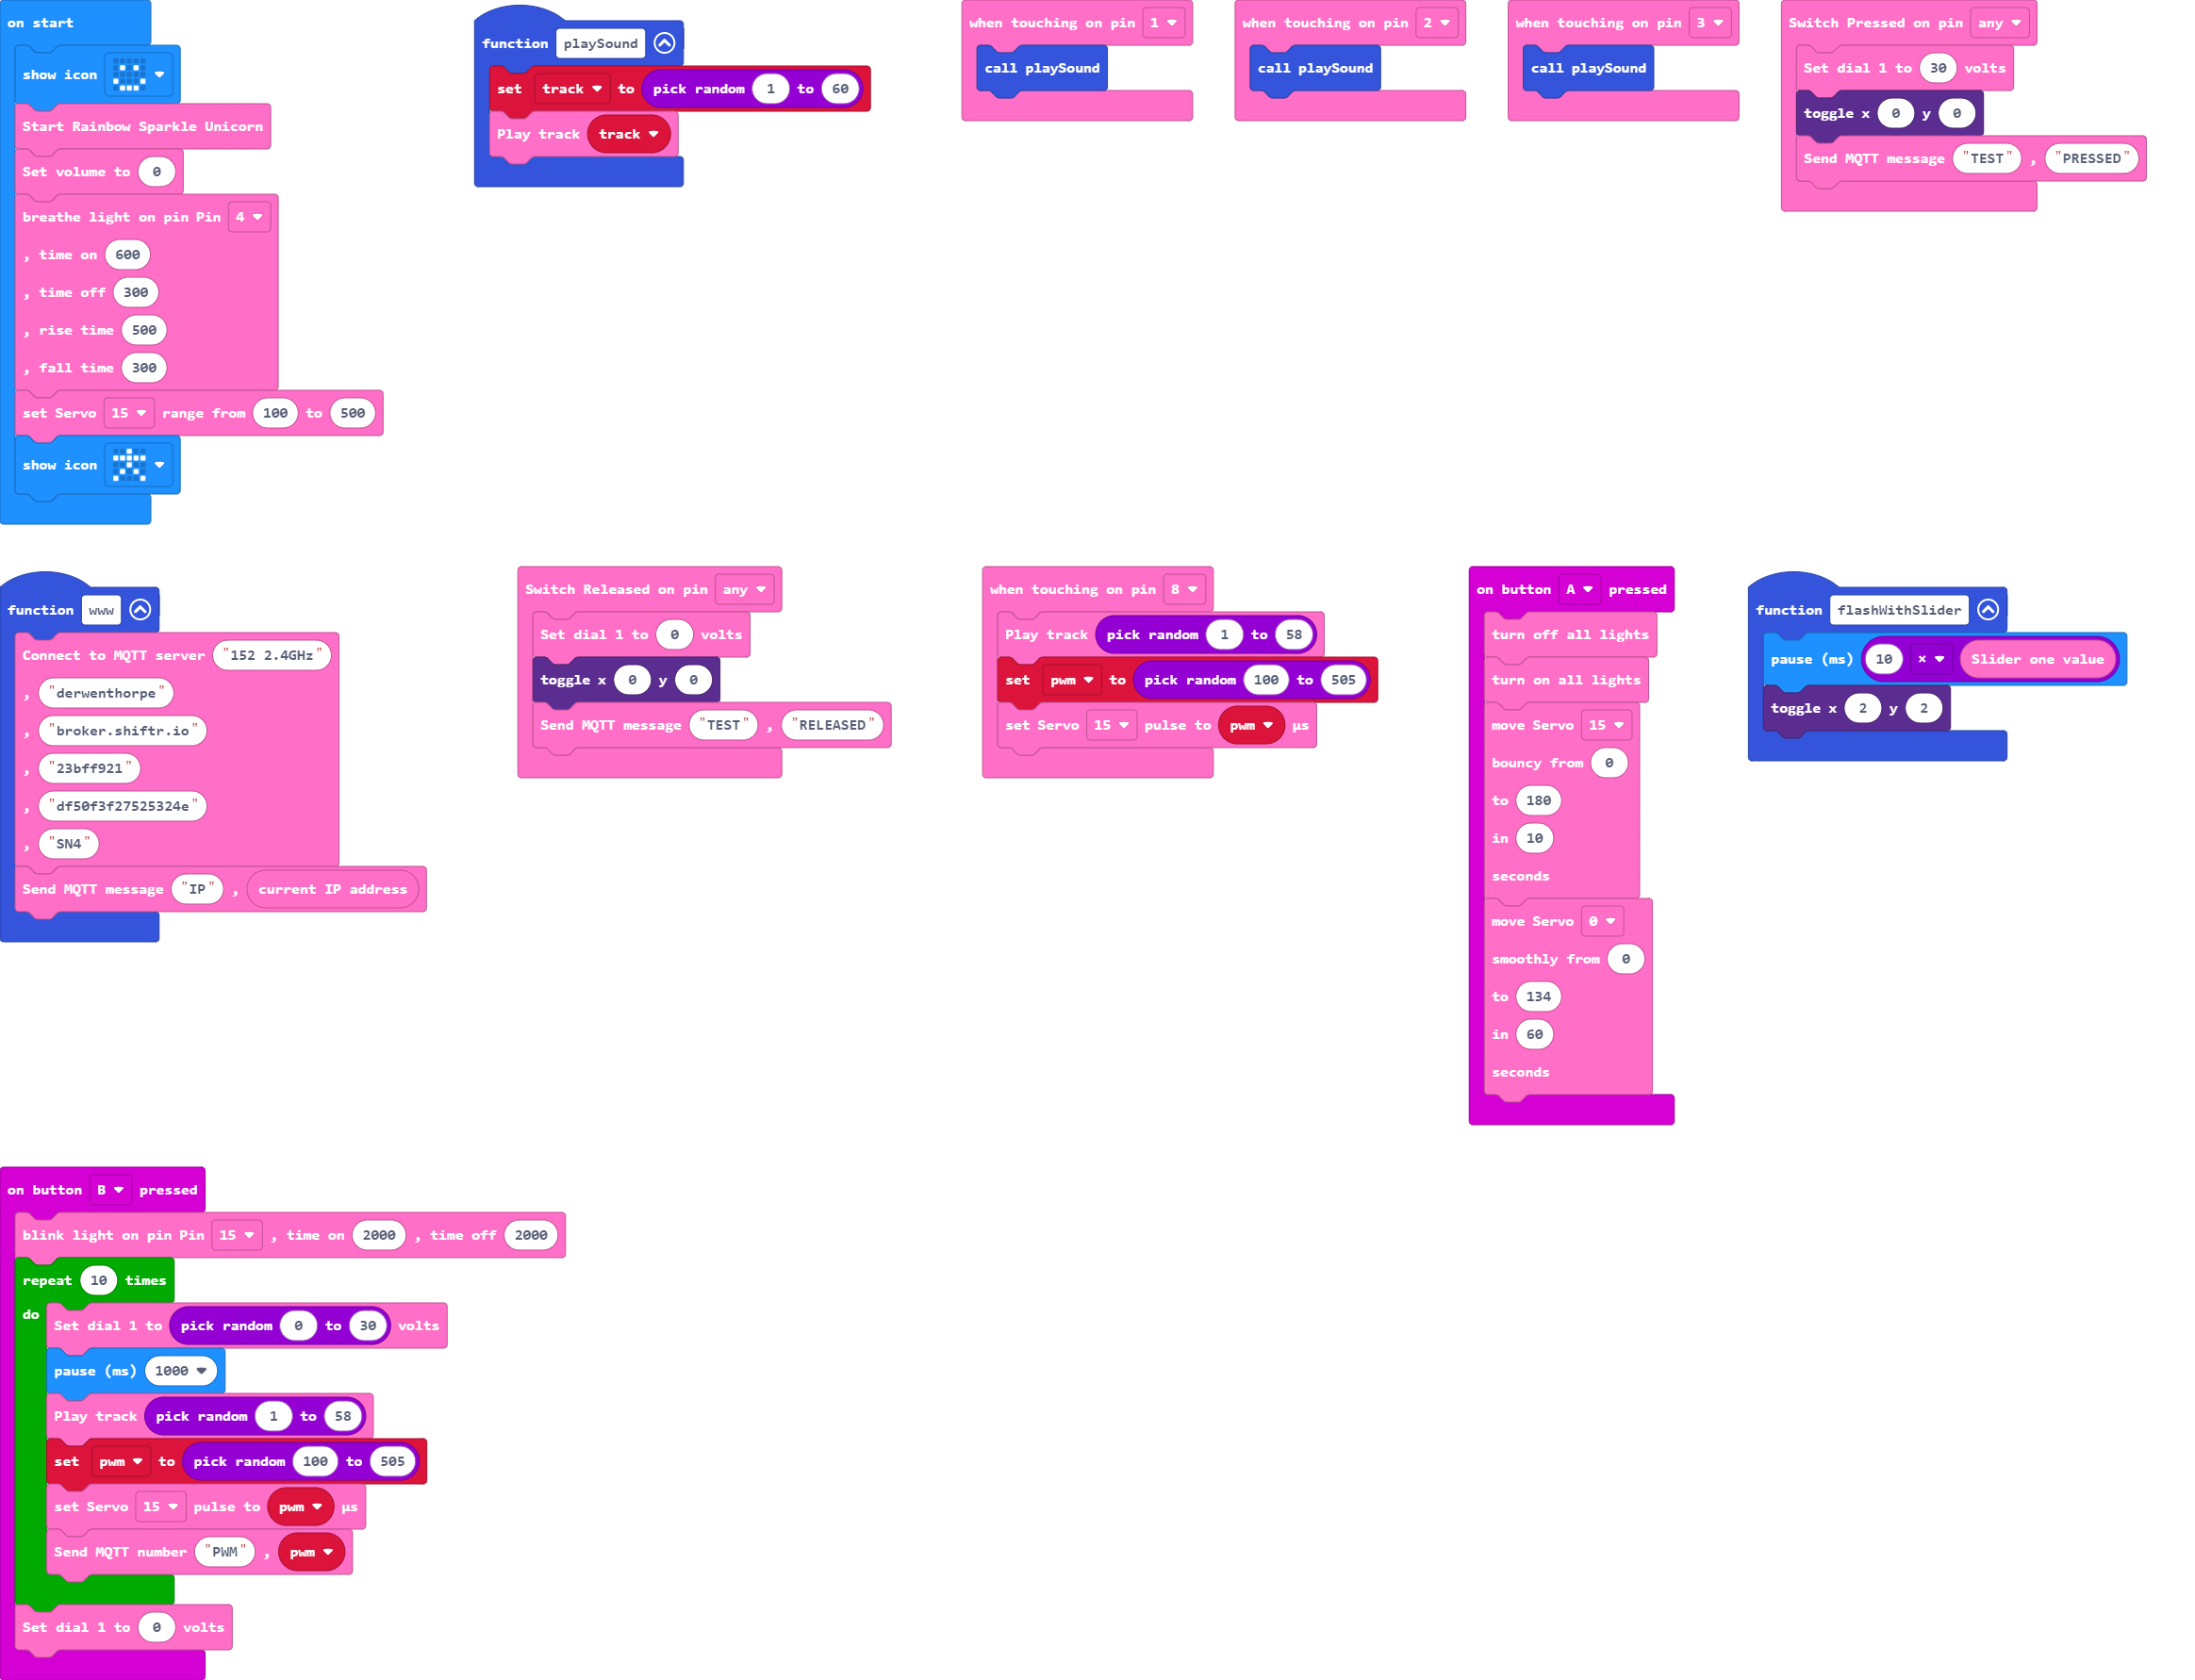 on start
show icon
Start Rainbow Sparkle Unicorn
Set volume to 0
breathe light on pin Pin 4
, time on 600
, time off 300
, rise time 500
, fall time 300
set Servo 15 range from 100 to 500
show icon
function playSound
set track to pick random 1 to 60
Play track track
when touching on pin 1
call playSound
when touching on pin 2
call playSound
when touching on pin 3
call playSound
Switch Pressed on pin any
Set dial 1 to 30 volts
toggle x 0 y 0
Send MQTT message "TEST" , "PRESSED"
function www
Connect to MQTT server "152 2.4GHz"
, "derwenthorpe"
, "broker.shiftr.io"
, "23bff921"
, "df50f3f27525324e"
, "SN4"
Send MQTT message "IP" , current IP address
Switch Released on pin any
Set dial 1 to 0 volts
toggle x 0 y 0
Send MQTT message "TEST" , "RELEASED"
when touching on pin 8
Play track pick random 1 to 58
set pwm to pick random 100 to 505
set Servo 15 pulse to pwm µs
on button A pressed
turn off all lights
turn on all lights
move Servo 15
bouncy from 0
to 180
in 10
seconds
move Servo 0
smoothly from 0
to 134
in 60
seconds
function flashWithSlider
pause (ms) 10 × Slider one value
toggle x 2 y 2
on button B pressed
blink light on pin Pin 15 , time on 2000 , time off 2000
repeat 10 times
do
Set dial 1 to pick random 0 to 30 volts
pause (ms) 1000
Play track pick random 1 to 58
set pwm to pick random 100 to 505
set Servo 15 pulse to pwm µs
Send MQTT number "PWM" , pwm
Set dial 1 to 0 volts